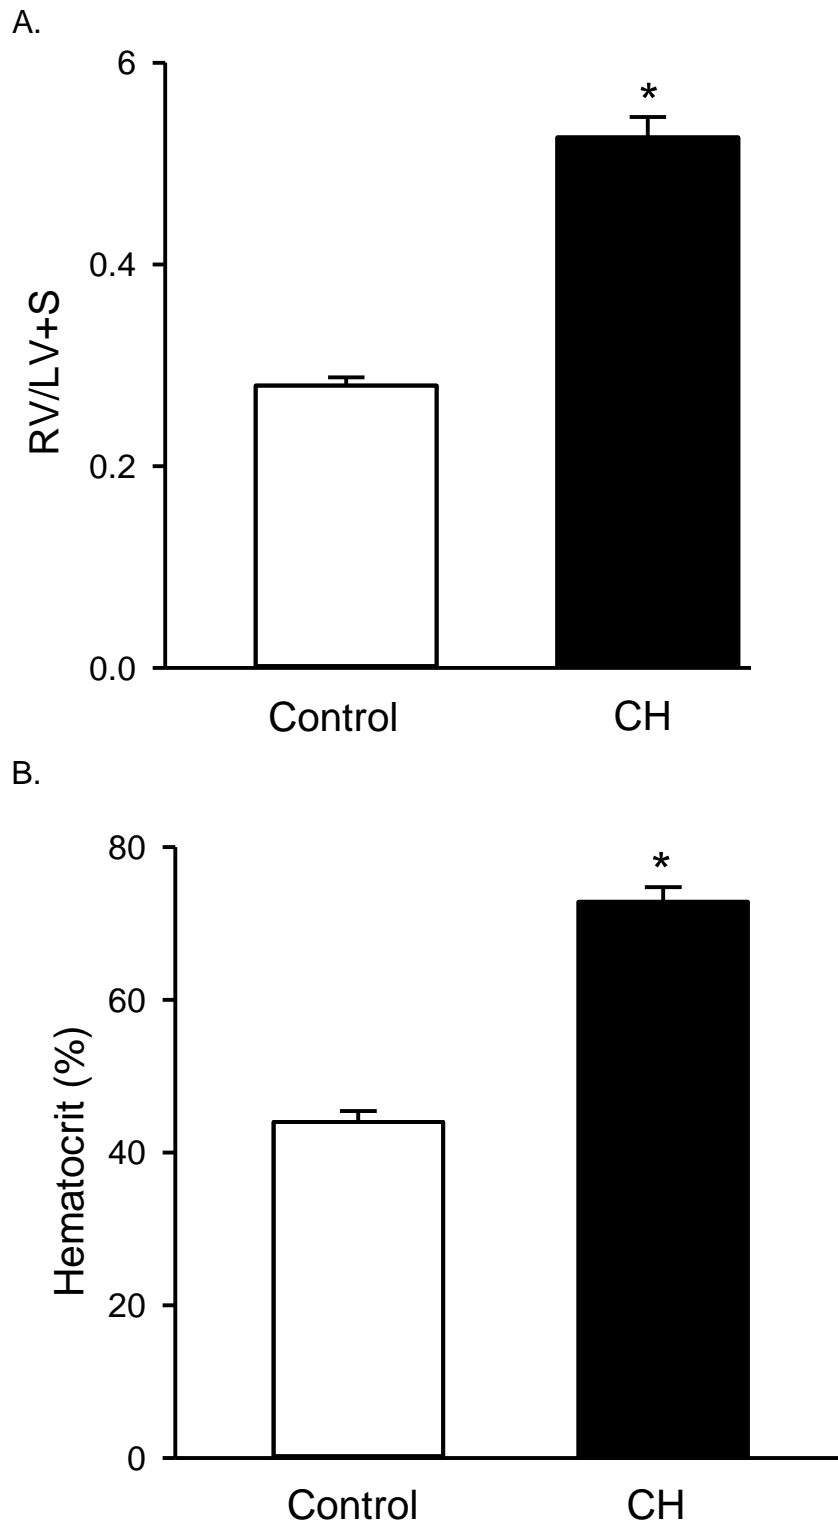 A.
6
*
0.4
RV/LV+S
0.2
0.0
Control
CH
B.
80
*
60
Hematocrit (%)
40
20
0
Control
CH